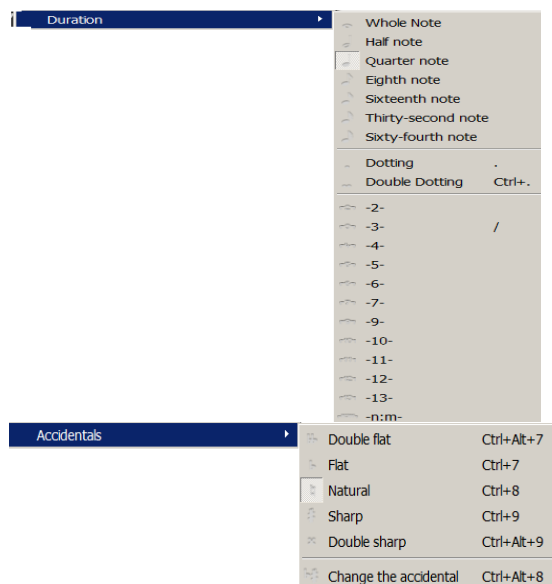 Duration
Whole Note
Half note
Quarter note
Eighth note
Sixteenth note
Thirty-second note
Sixty-fourth note
Dotting .
Double Dotting Ctrl+.
-2-
-3- /
-4-
-5-
-6-
-7-
-9-
-10-
-11-
-12-
-13-
-n:m-
Accidentals
Double flat Ctrl+Alt+7
Flat Ctrl+7
Natural Ctrl+8
Sharp Ctrl+9
Double sharp Ctrl+Alt+9
Change the accidental Ctrl+Alt+8